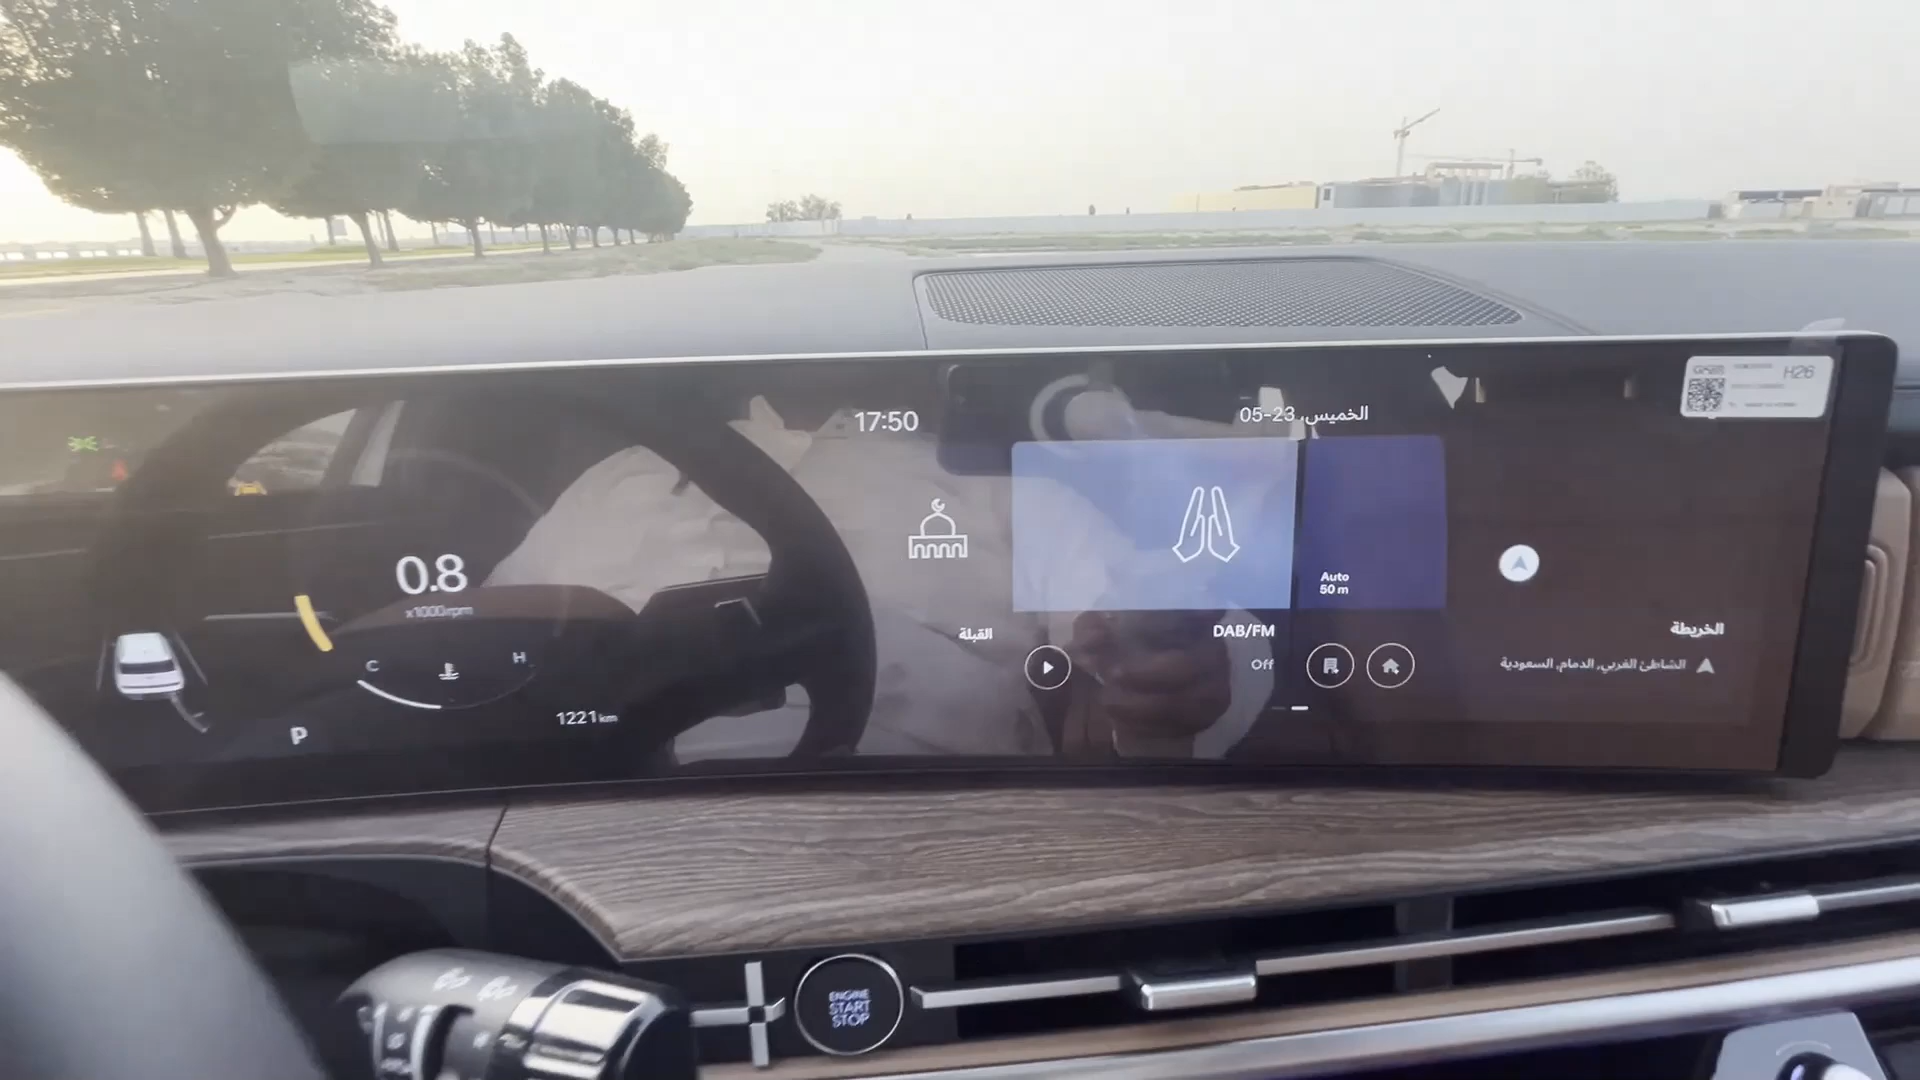 17:50
الخميس، 23-05
H26
0.8
x1000rpm
Auto
50 m
C
H
القبلة
DAB/FM
الخريطة
Off
الشاطئ الغربي, الدمام, السعودية
1221 km
P
ENGINE
START
STOP